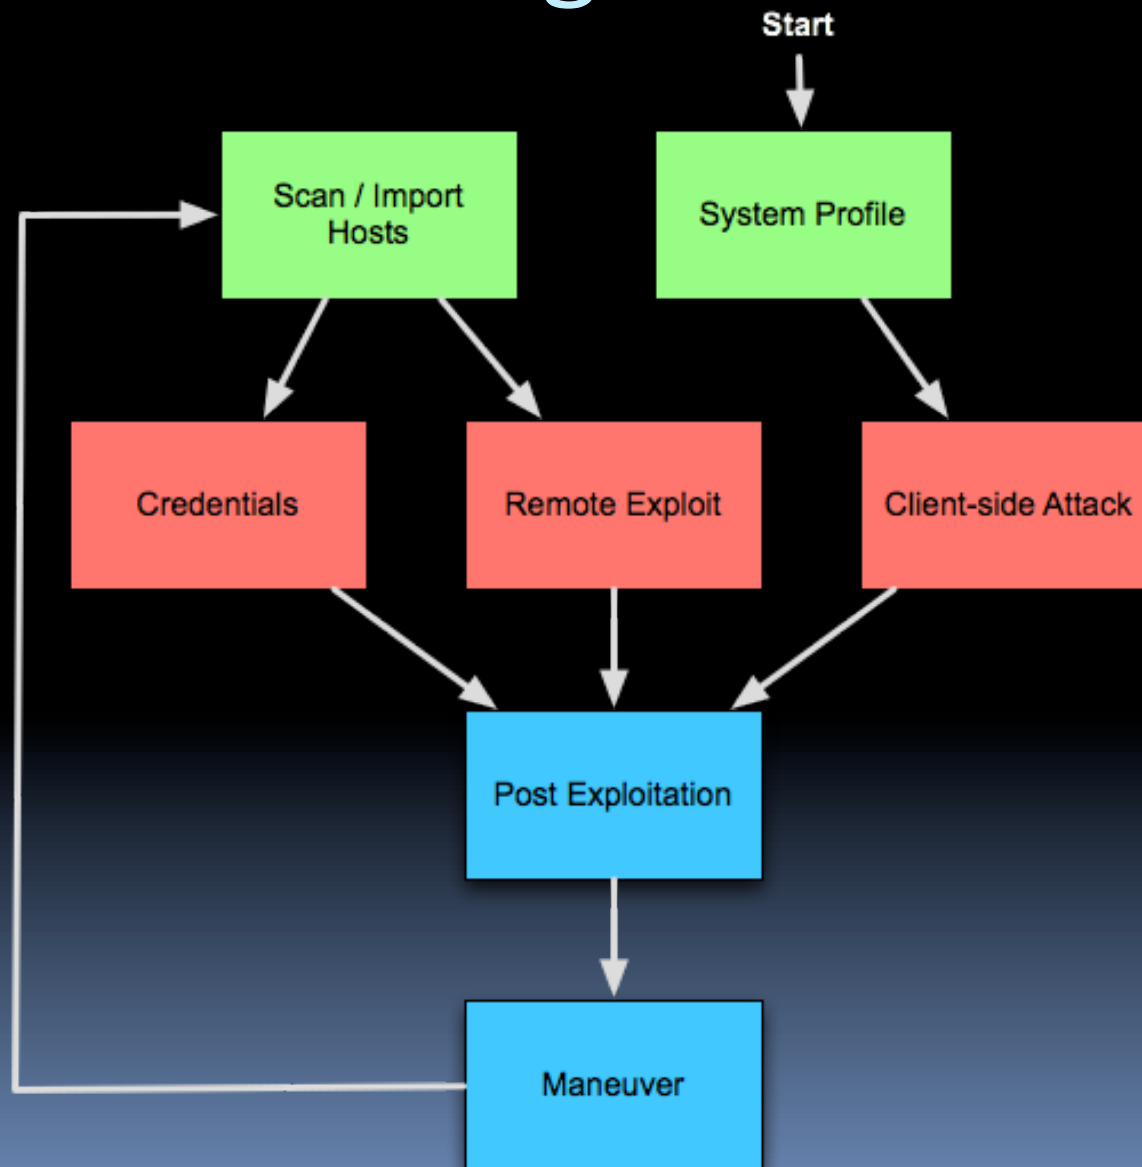 Start
Scan / Import
Hosts
System Profile
Credentials
Remote Exploit
Client-side Attack
Post Exploitation
Maneuver